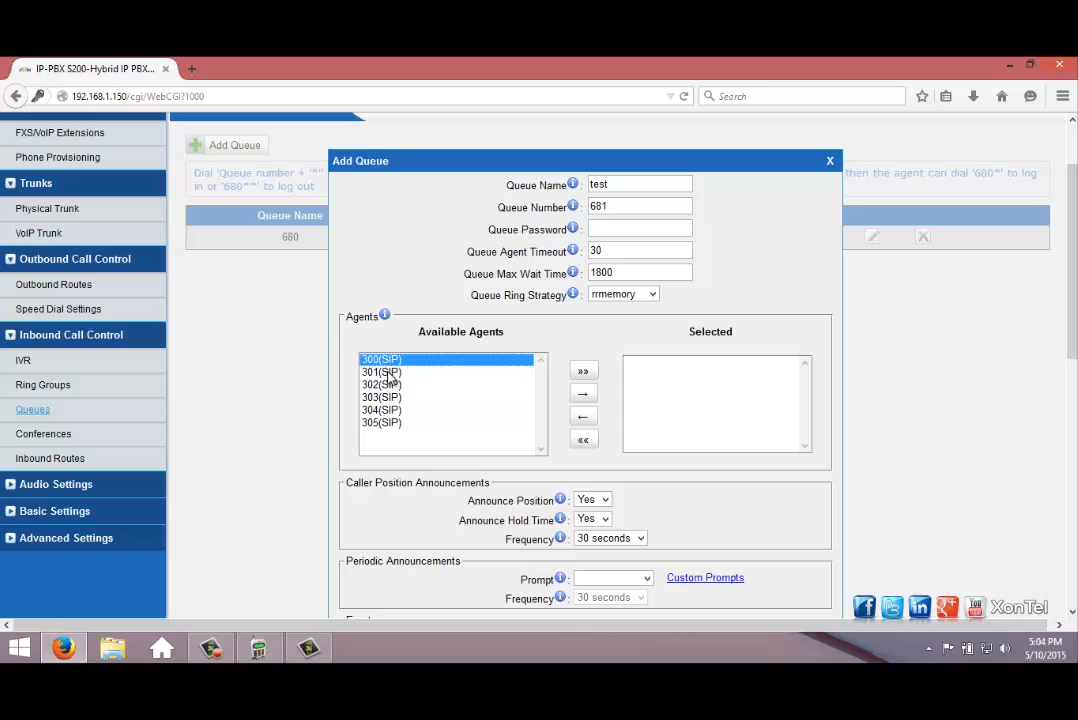 IP-PBX S200-Hybrid IP PBX...
192.168.1.150/cgi/WebCGI?1000
Search
FXS/VoIP Extensions
Phone Provisioning
Trunks
Physical Trunk
VoIP Trunk
Outbound Call Control
Outbound Routes
Speed Dial Settings
Inbound Call Control
IVR
Ring Groups
Queues
Conferences
Inbound Routes
Audio Settings
Basic Settings
Advanced Settings
Add Queue
Dial 'Queue number + '*'
then the agent can dial '680*' to log
in or '680**' to log out
Queue Name
680
Add Queue
X
Queue Name : test
Queue Number : 681
Queue Password :
Queue Agent Timeout : 30
Queue Max Wait Time : 1800
Queue Ring Strategy : rrmemory
Agents
Available Agents
Selected
300(SIP)
301(SIP)
302(SIP)
303(SIP)
304(SIP)
305(SIP)
»»
→
←
««
Caller Position Announcements
Announce Position : Yes
Announce Hold Time : Yes
Frequency : 30 seconds
Periodic Announcements
Prompt : Custom Prompts
Frequency : 30 seconds
You
XonTel
5:04 PM
5/10/2015